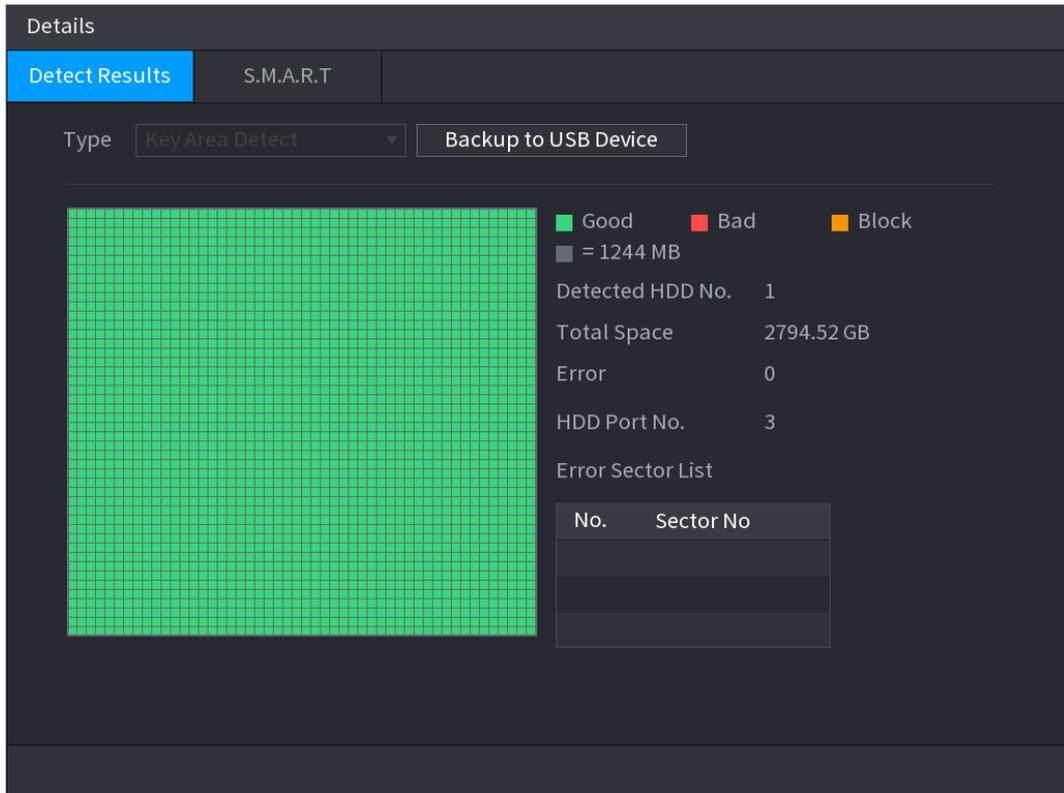 Details
Detect Results S.M.A.R.T
Type Key Area Detect Backup to USB Device
Good Bad Block
= 1244 MB
Detected HDD No. 1
Total Space 2794.52 GB
Error 0
HDD Port No. 3
Error Sector List
No. Sector No